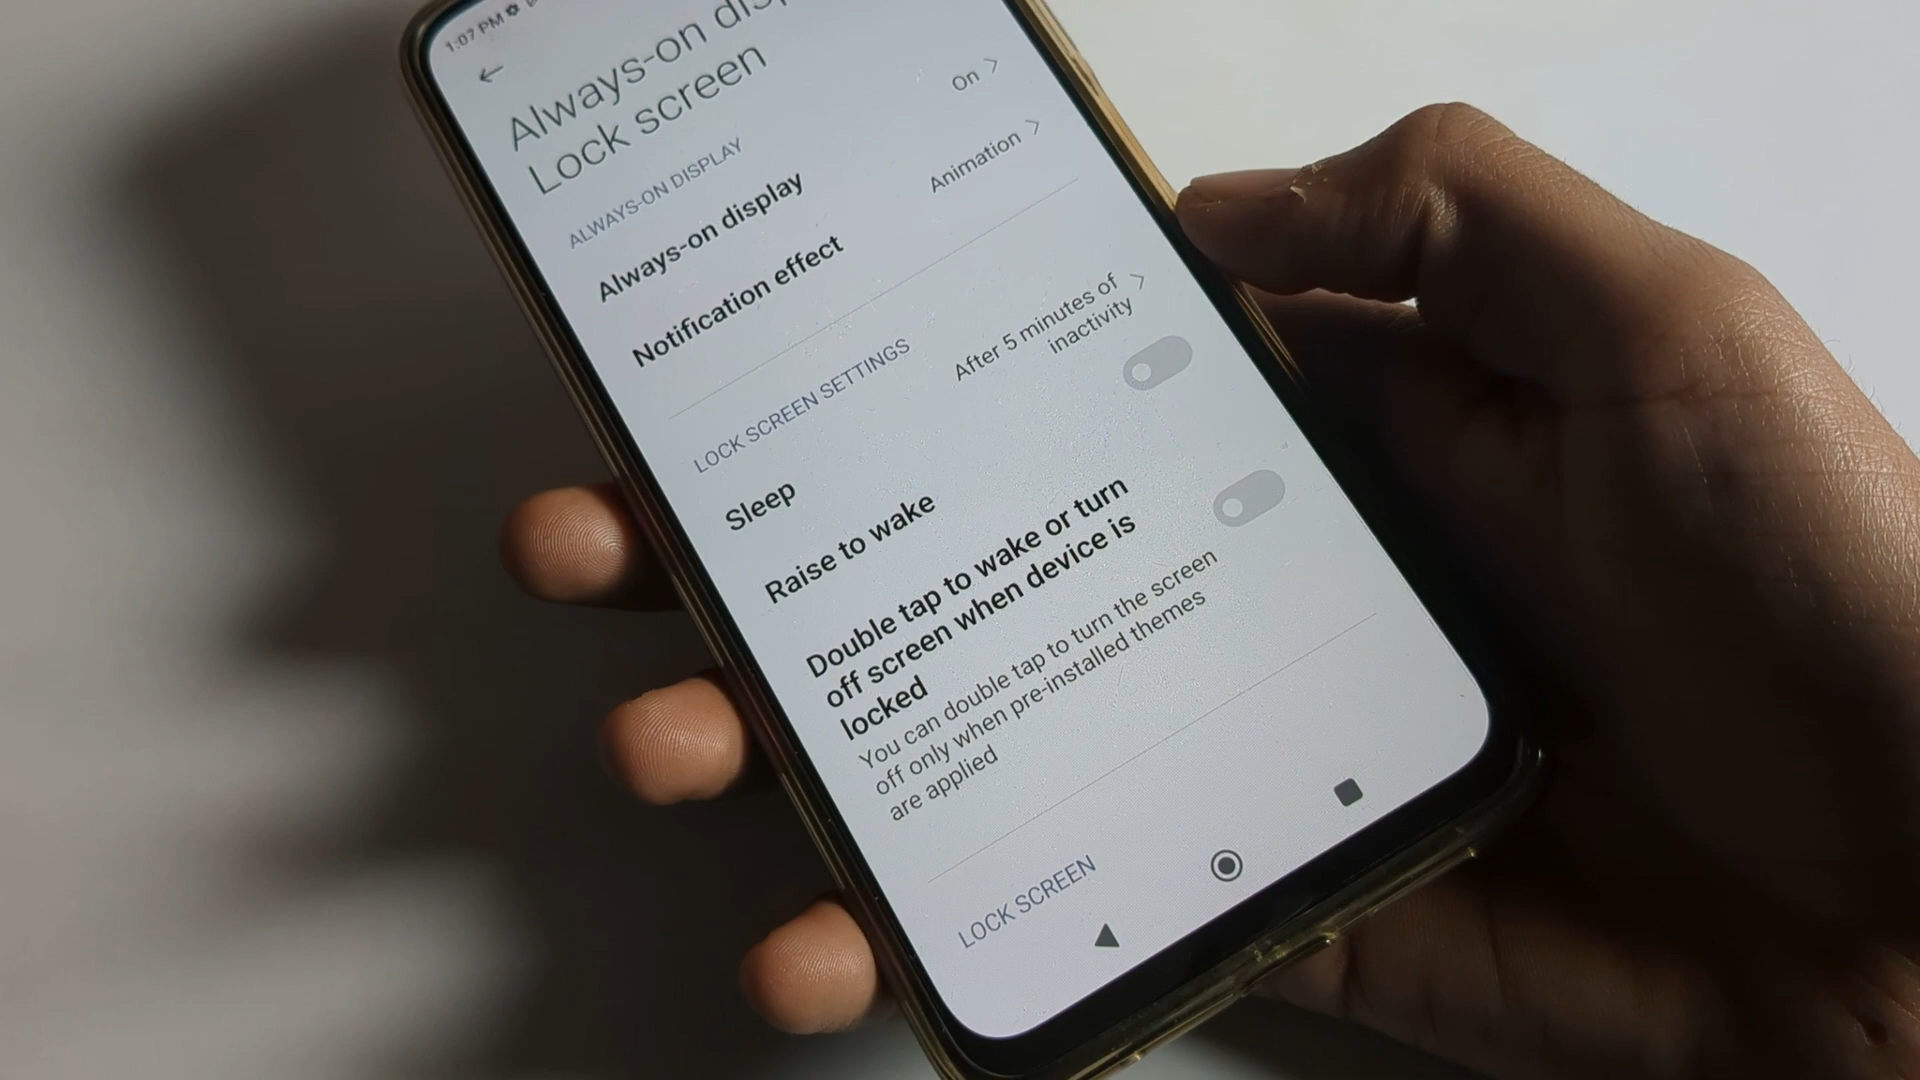 1:07 PM
Always-on
Lock screen
ALWAYS-ON DISPLAY
Always-on display
On
Notification effect
Animation
LOCK SCREEN SETTINGS
Sleep
After 5 minutes of
inactivity
Raise to wake
Double tap to wake or turn
off screen when device is
locked
You can double tap to turn the screen
off only when pre-installed themes
are applied
LOCK SCREEN